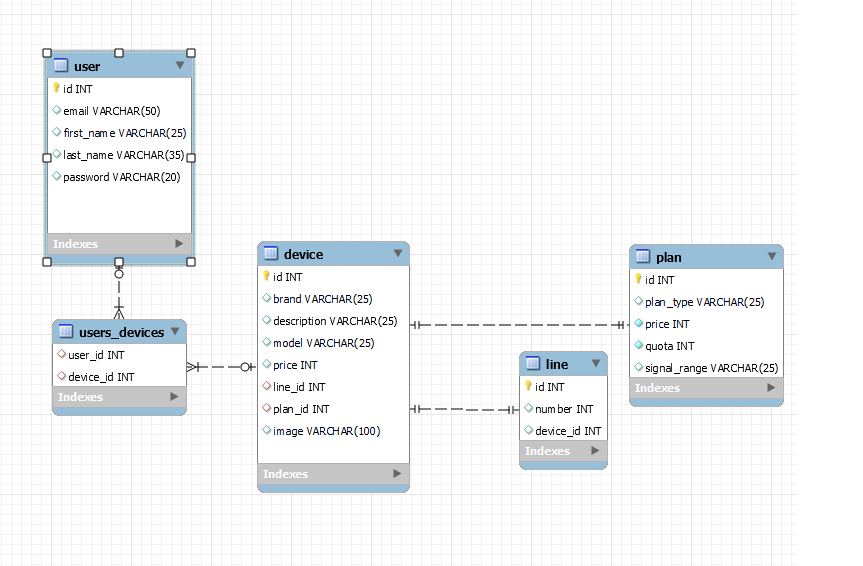 user
id INT
email VARCHAR(50)
first_name VARCHAR(25)
last_name VARCHAR(35)
password VARCHAR(20)
Indexes
users_devices
user_id INT
device_id INT
Indexes
device
id INT
brand VARCHAR(25)
description VARCHAR(25)
model VARCHAR(25)
price INT
line_id INT
plan_id INT
image VARCHAR(100)
Indexes
line
id INT
number INT
device_id INT
Indexes
plan
id INT
plan_type VARCHAR(25)
price INT
quota INT
signal_range VARCHAR(25)
Indexes